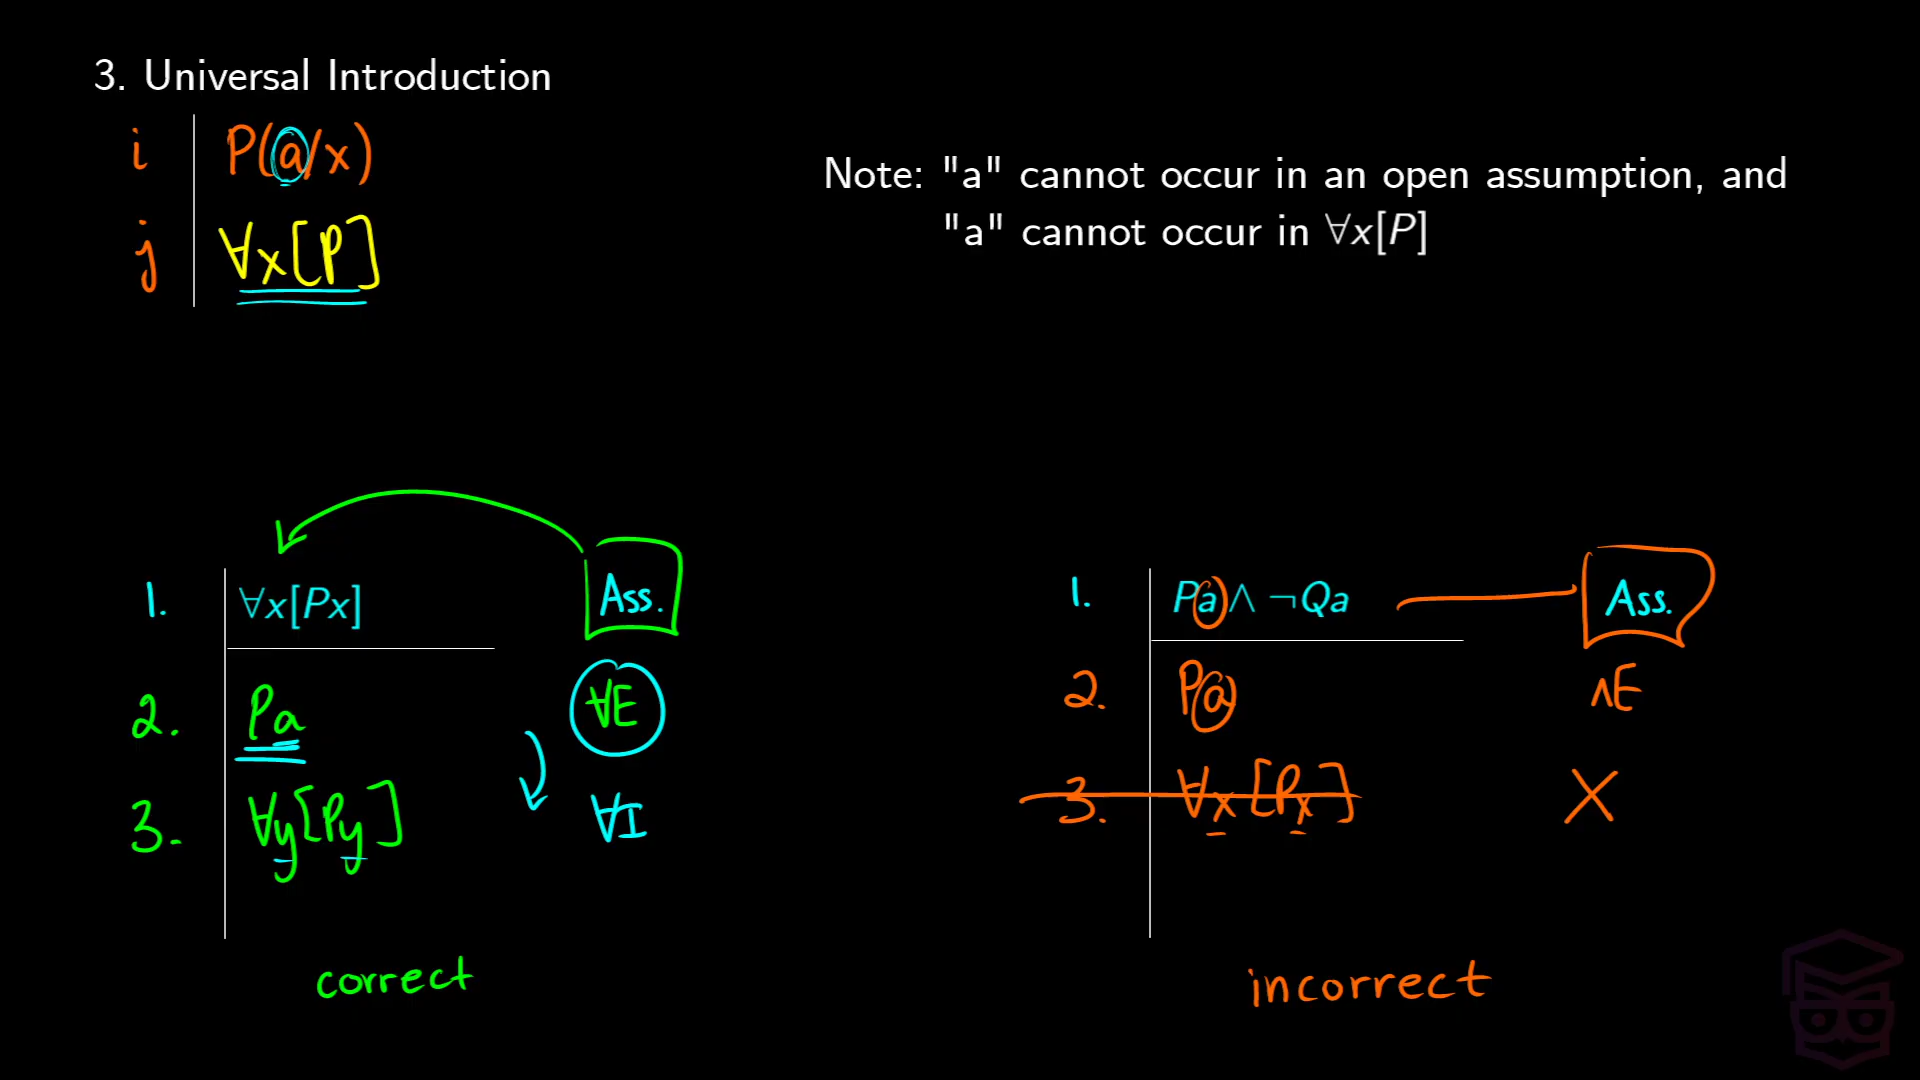 3. Universal Introduction
i P(a/x)
j ∀x[P]
Note: "a" cannot occur in an open assumption, and
"a" cannot occur in ∀x[P]
1. ∀x[Px] Ass.
2. Pa ∀E
3. ∀y[Py] ∀I
correct
1. Pa ∧ ¬Qa Ass.
2. Pa ∧E
3. ∀x[Px] X
incorrect